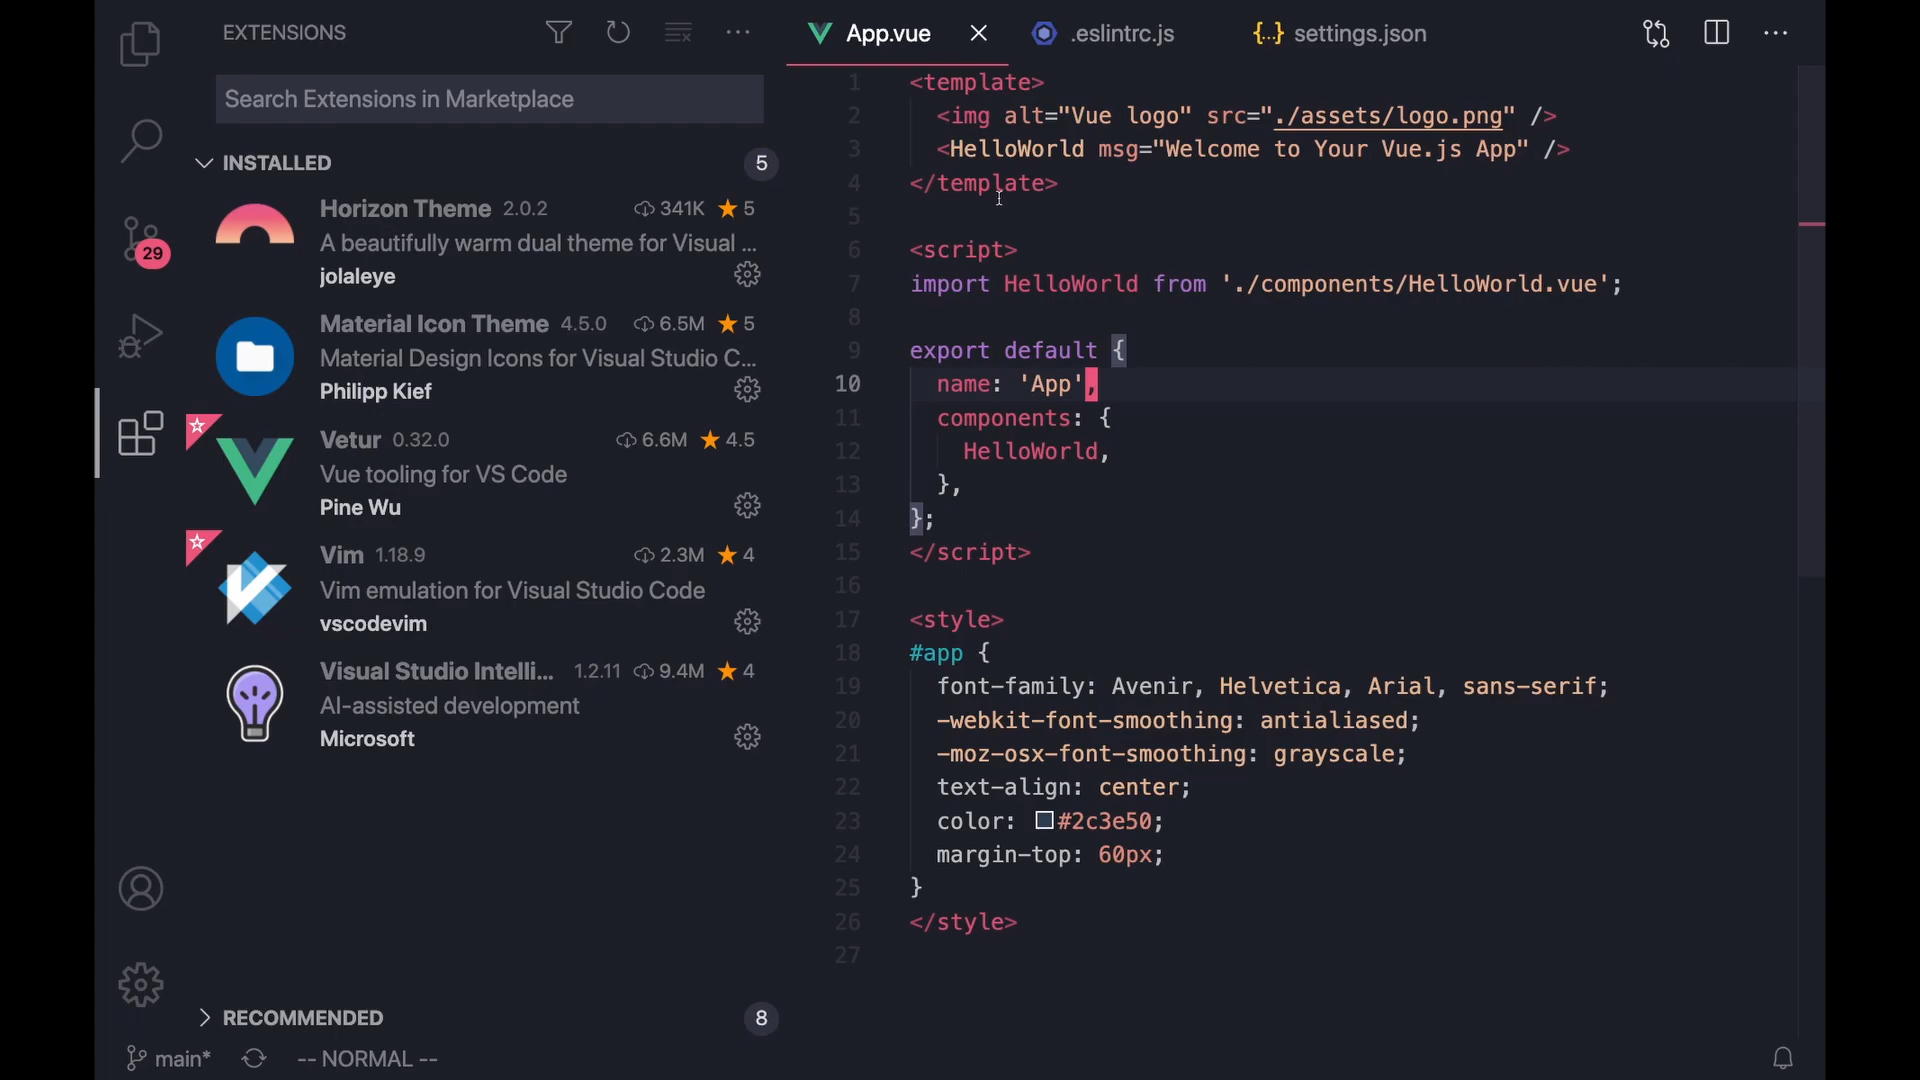 EXTENSIONS
Search Extensions in Marketplace
INSTALLED 5
Horizon Theme 2.0.2 341K 5
A beautifully warm dual theme for Visual ...
jolaleye
Material Icon Theme 4.5.0 6.5M 5
Material Design Icons for Visual Studio C...
Philipp Kief
Vetur 0.32.0 6.6M 4.5
Vue tooling for VS Code
Pine Wu
Vim 1.18.9 2.3M 4
Vim emulation for Visual Studio Code
vscodevim
Visual Studio Intelli... 1.2.11 9.4M 4
AI-assisted development
Microsoft
RECOMMENDED 8
29
App.vue .eslintrc.js {..} settings.json
1 <template>
2 <img alt="Vue logo" src="./assets/logo.png" />
3 <HelloWorld msg="Welcome to Your Vue.js App" />
4 </template>
5
6 <script>
7 import HelloWorld from './components/HelloWorld.vue';
8
9 export default {
10 name: 'App',
11 components: {
12 HelloWorld,
13 },
14 };
15 </script>
16
17 <style>
18 #app {
19 font-family: Avenir, Helvetica, Arial, sans-serif;
20 -webkit-font-smoothing: antialiased;
21 -moz-osx-font-smoothing: grayscale;
22 text-align: center;
23 color: #2c3e50;
24 margin-top: 60px;
25 }
26 </style>
27
main* -- NORMAL --